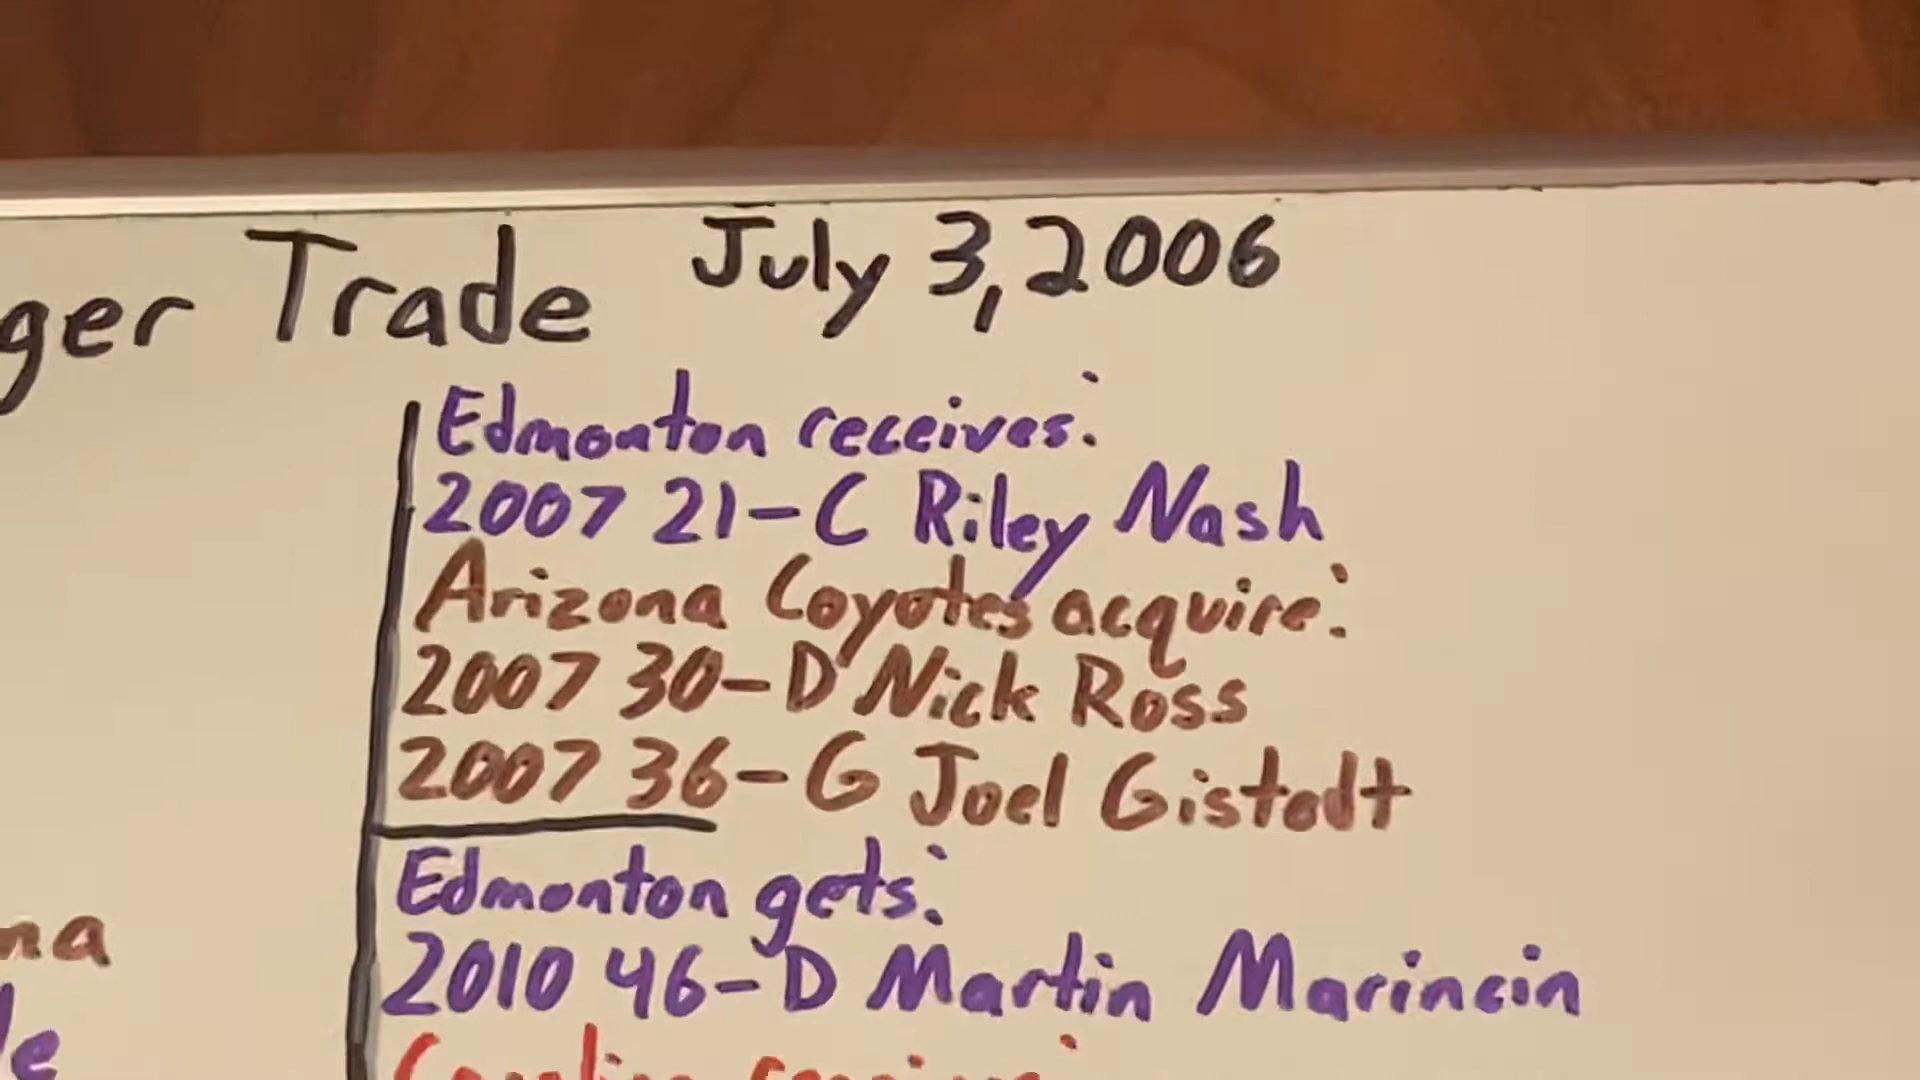 ger Trade July 3, 2006
Edmonton receives:
2007 21-C Riley Nash
Arizona Coyotes acquire:
2007 30-D Nick Ross
2007 36-G Joel Gistedt
Edmonton gets:
2010 46-D Martin Marincin
na
le